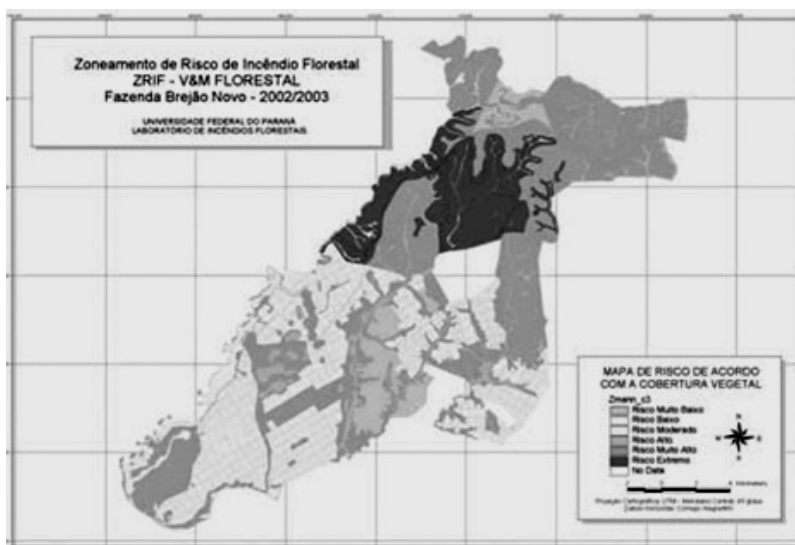 Zoneamento de Risco de Incêndio Florestal
ZRIF - V&M FLORESTAL
Fazenda Brejão Novo - 2002/2003
UNIVERSIDADE FEDERAL DO PARANÁ
LABORATÓRIO DE INCÊNDIOS FLORESTAIS
MAPA DE RISCO DE ACORDO
COM A COBERTURA VEGETAL
Risco Muito Baixo
Risco Baixo
Risco Moderado
Risco Alto
Risco Muito Alto
Risco Extremo
No Data
N
W
E
S